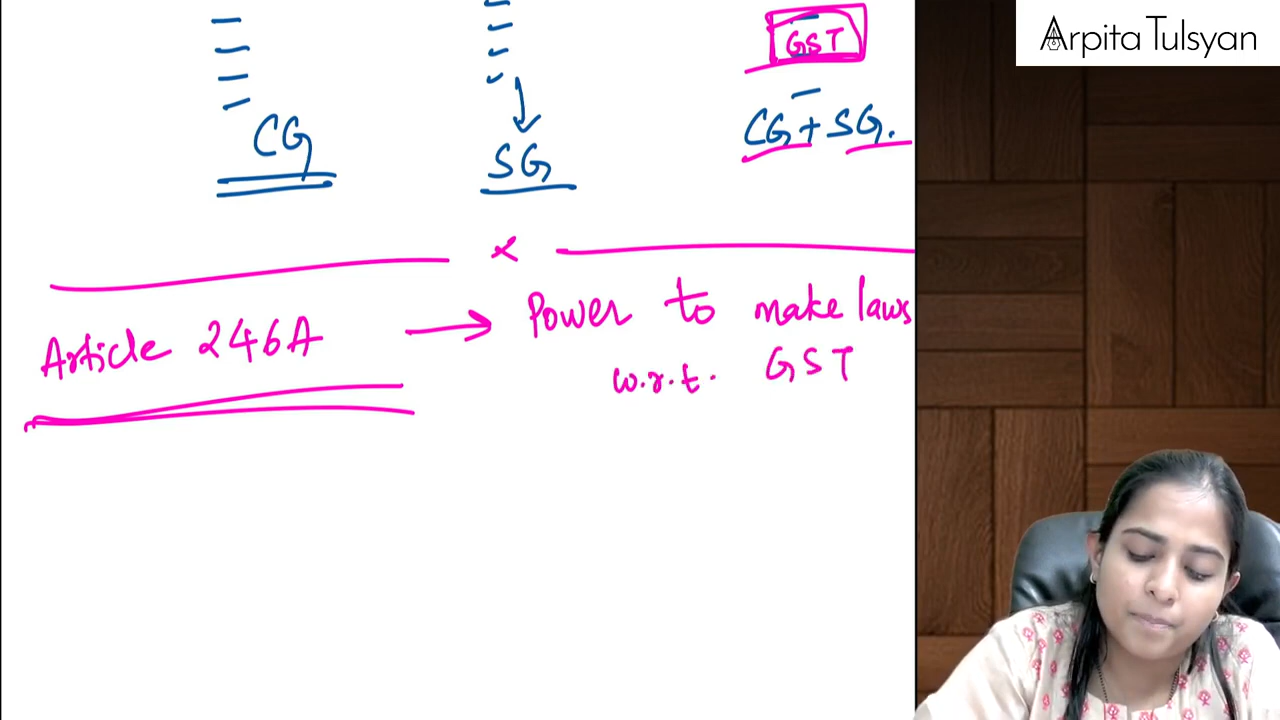 Arpita Tulsyan
GST
CG
SG
CG + SG.
x
Article 246A → Power to make laws
w.r.t. GST